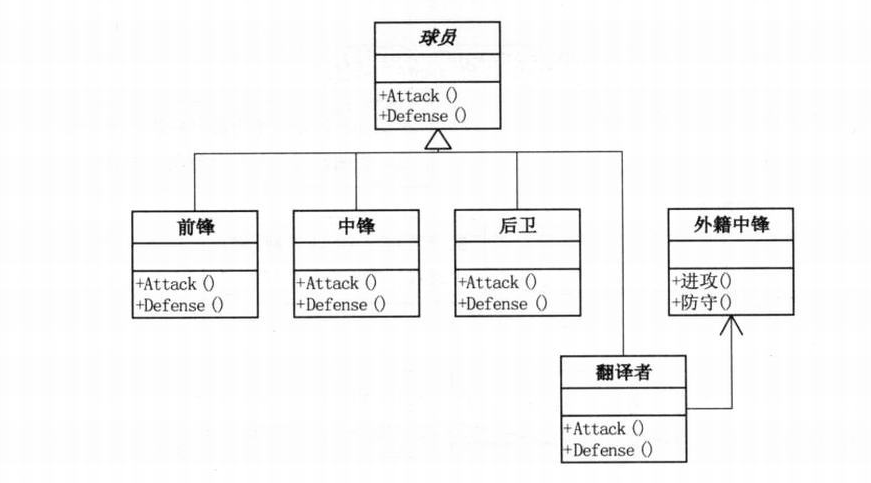 球员
+Attack()
+Defense()
前锋
+Attack()
+Defense()
中锋
+Attack()
+Defense()
后卫
+Attack()
+Defense()
外籍中锋
+进攻()
+防守()
翻译者
+Attack()
+Defense()